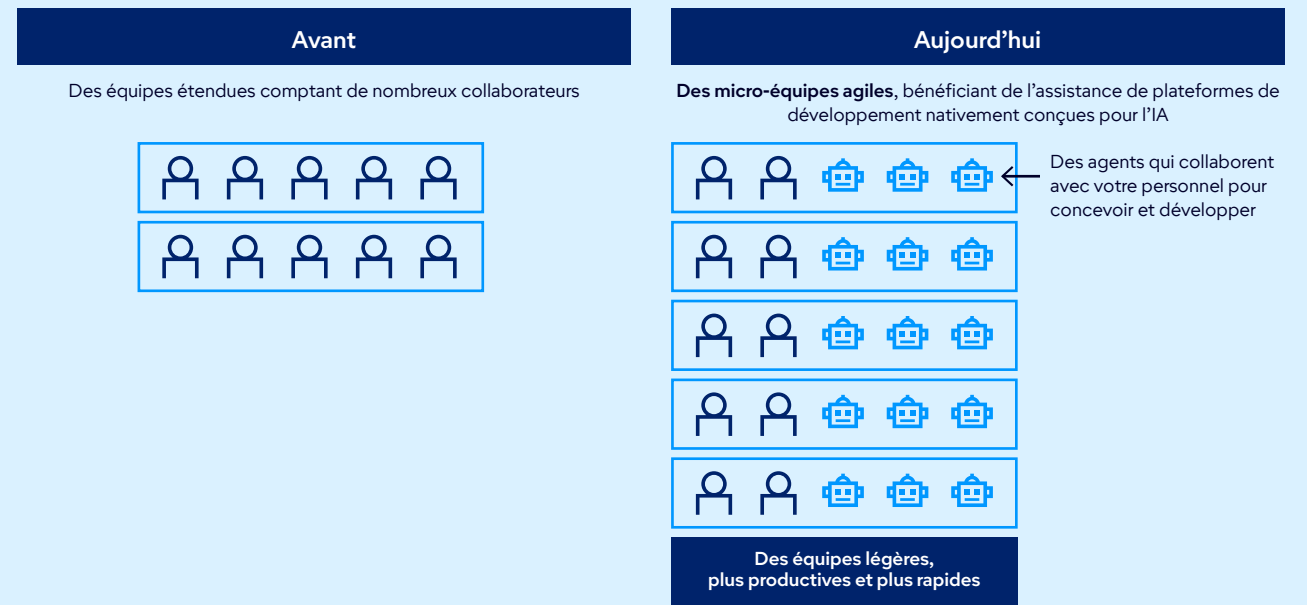 Avant
Des équipes étendues comptant de nombreux collaborateurs
Aujourd’hui
Des micro-équipes agiles, bénéficiant de l’assistance de plateformes de
développement nativement conçues pour l’IA
Des agents qui collaborent
avec votre personnel pour
concevoir et développer
Des équipes légères,
plus productives et plus rapides